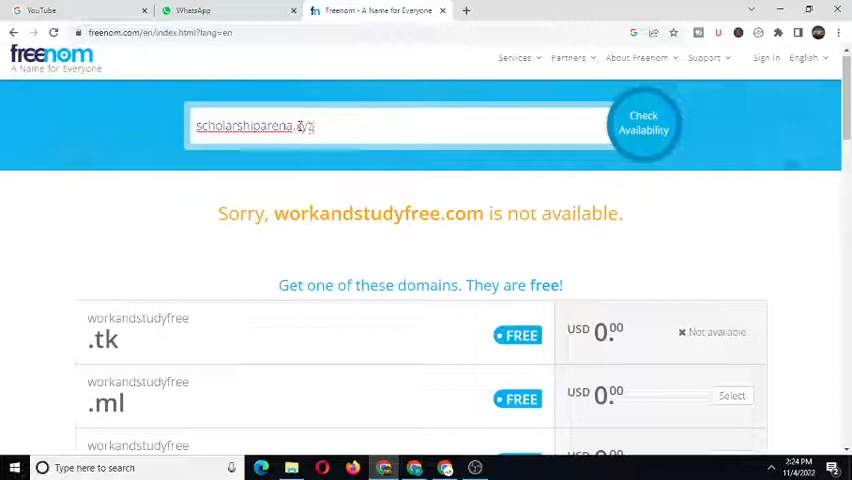 YouTube
WhatsApp
Freenom - A Name for Everyone
freenom.com/en/index.html?lang=en
freenom
A Name for Everyone
Services
Partners
About Freenom
Support
Sign in
English
scholarshiparena.xyz
Check
Availability
Sorry, workandstudyfree.com is not available.
Get one of these domains. They are free!
workandstudyfree
.tk
FREE
USD 0.00
Not available
workandstudyfree
.ml
FREE
USD 0.00
Select
workandstudyfree
Type here to search
2:24 PM
11/4/2022